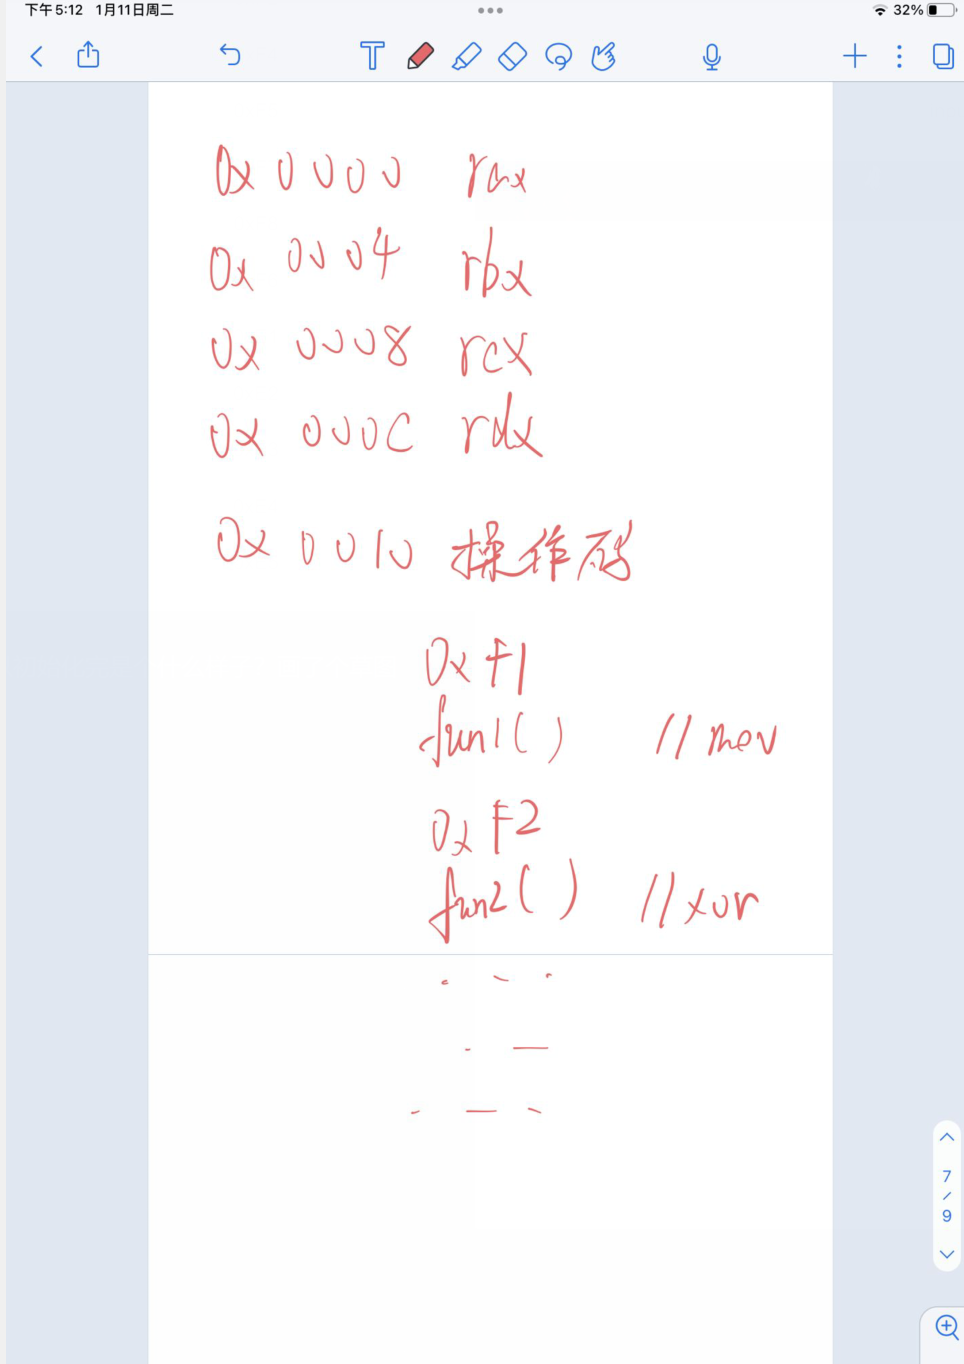 下午5:12 1月11日周二
32%
0x 0000 rax
0x 0004 rbx
0x 0008 rcx
0x 000C rdx
0x 0010 操作码
0x F1
fun1() //mov
0x F2
fun2() //xor
7
/
9